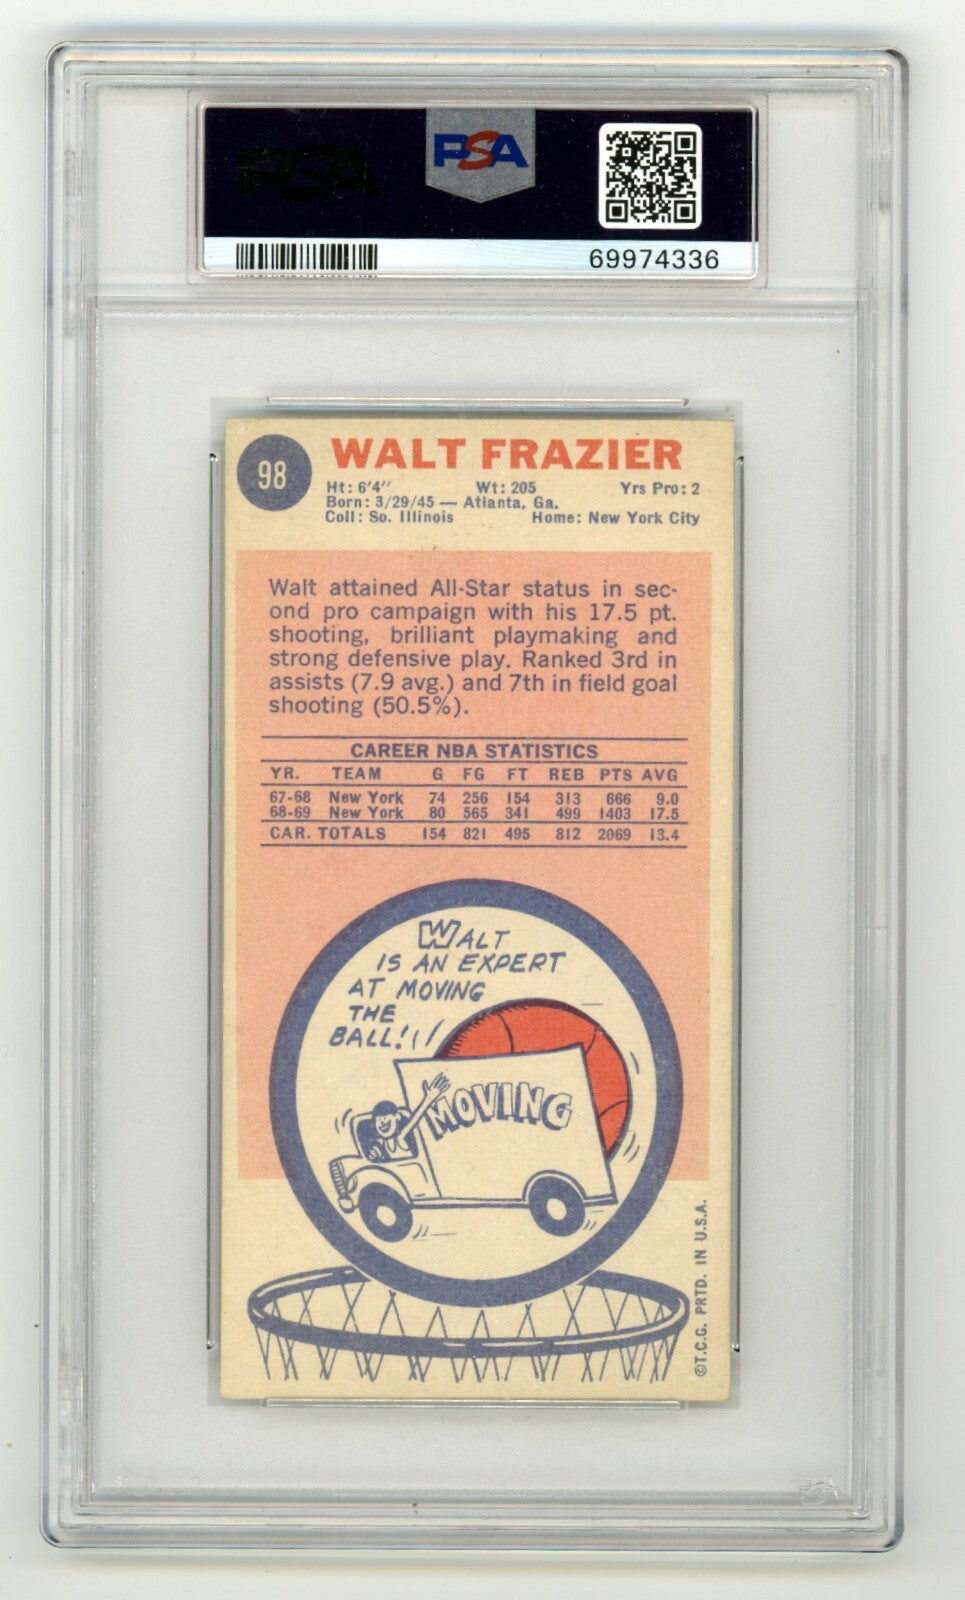 PSA
69974336
98
WALT FRAZIER
Ht: 6'4" Wt: 205 Yrs Pro: 2
Born: 3/29/45 — Atlanta, Ga.
Coll: So. Illinois Home: New York City
Walt attained All-Star status in sec-
ond pro campaign with his 17.5 pt.
shooting, brilliant playmaking and
strong defensive play. Ranked 3rd in
assists (7.9 avg.) and 7th in field goal
shooting (50.5%).
CAREER NBA STATISTICS
YR. TEAM G FG FT REB PTS AVG
67-68 New York 74 256 154 313 666 9.0
68-69 New York 80 565 341 499 1403 17.5
CAR. TOTALS 154 821 495 812 2069 13.4
WALT
IS AN EXPERT
AT MOVING
THE
BALL!
MOVING
©T.C.G. PRTD. IN U.S.A.